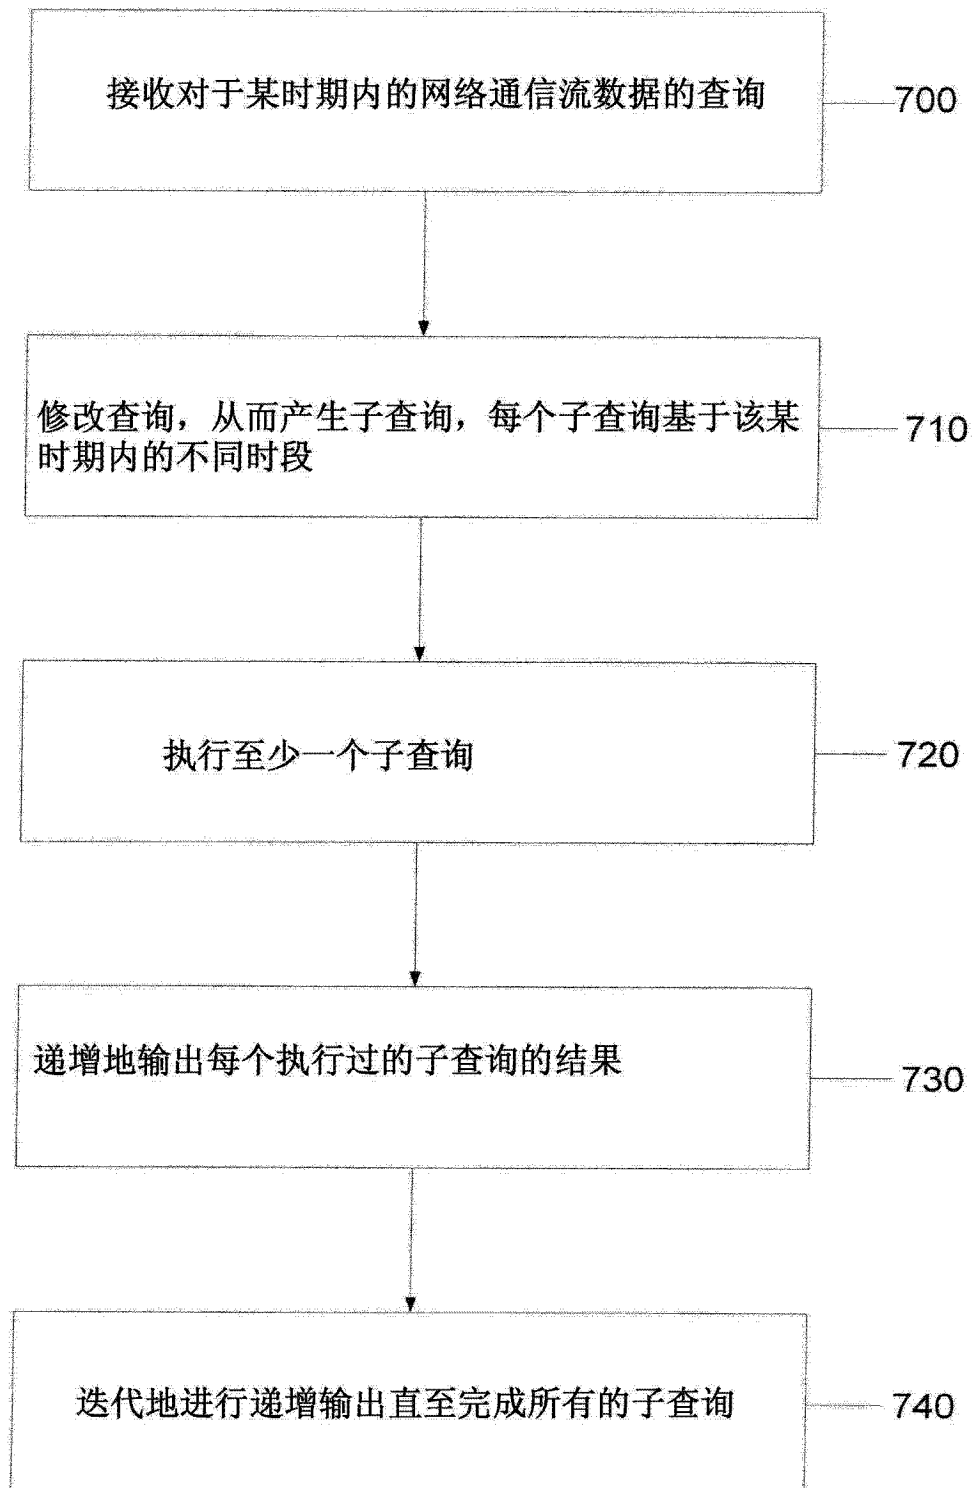 接收对于某时期内的网络通信流数据的查询
700
修改查询，从而产生子查询，每个子查询基于该某
时期内的不同时段
710
执行至少一个子查询
720
递增地输出每个执行过的子查询的结果
730
迭代地进行递增输出直至完成所有的子查询
740